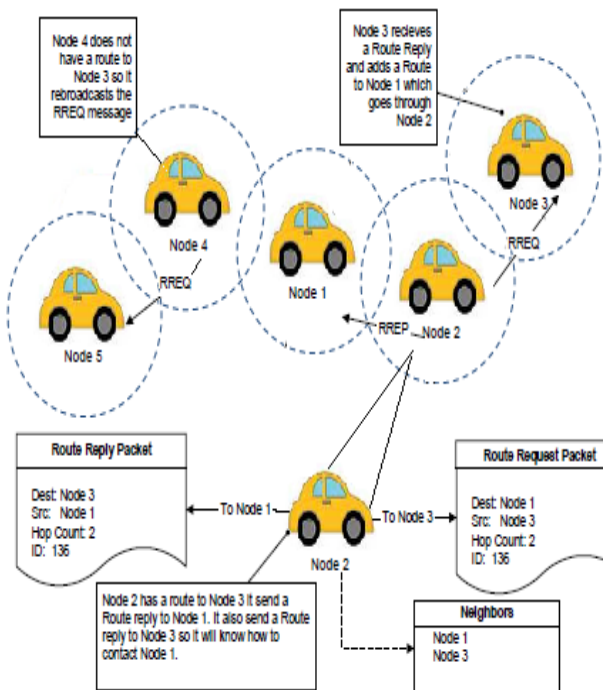 Node 4 does not
have a route to
Node 3 so it
rebroadcasts the
RREQ message
Node 3 recieves
a Route Reply
and adds a Route
to Node 1 which
goes through
Node 2
Node 3
Node 4
RREQ
RREQ
Node 1
RREP
Node 2
Node 5
Route Reply Packet
Dest: Node 3
Src: Node 1
Hop Count: 2
ID: 136
To Node 1
To Node 3
Node 2
Route Request Packet
Dest: Node 1
Src: Node 3
Hop Count: 2
ID: 136
Node 2 has a route to Node 3 it send a
Route reply to Node 1. It also send a Route
reply to Node 3 so it will know how to
contact Node 1.
Neighbors
Node 1
Node 3